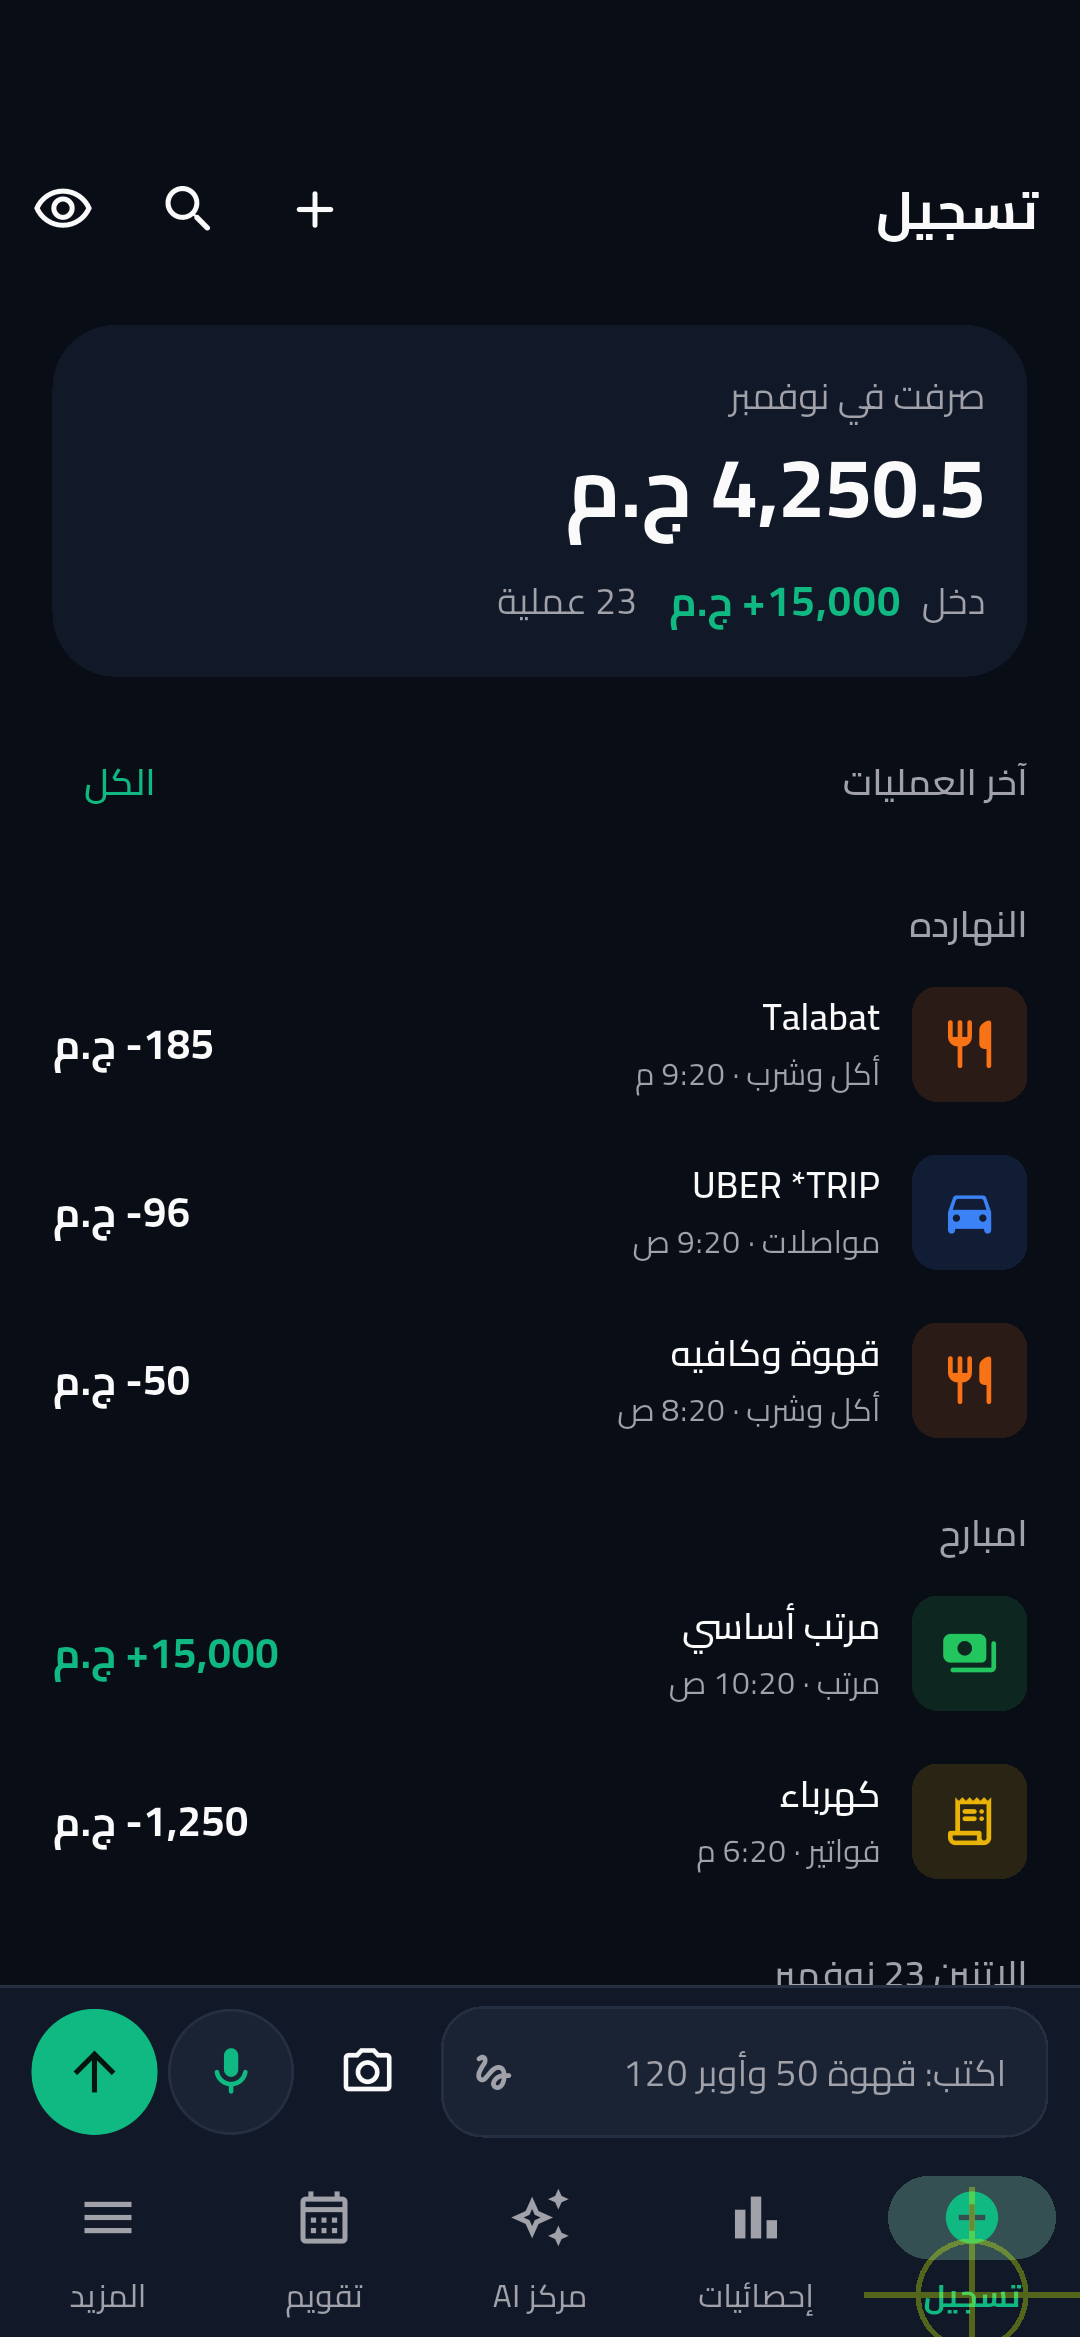 تسجيل
صرفت في نوفمبر
4,250.5 ج.م
دخل +15,000 ج.م 23 عملية
آخر العمليات
الكل
النهارده
Talabat
أكل وشرب · 9:20 م
-185 ج.م
UBER *TRIP
مواصلات · 9:20 ص
-96 ج.م
قهوة وكافيه
أكل وشرب · 8:20 ص
-50 ج.م
امبارح
مرتب أساسي
مرتب · 10:20 ص
+15,000 ج.م
كهرباء
فواتير · 6:20 م
-1,250 ج.م
الاتنين 23 نوفمبر
اكتب: قهوة 50 وأوبر 120
تسجيل
إحصائيات
مركز AI
تقويم
المزيد